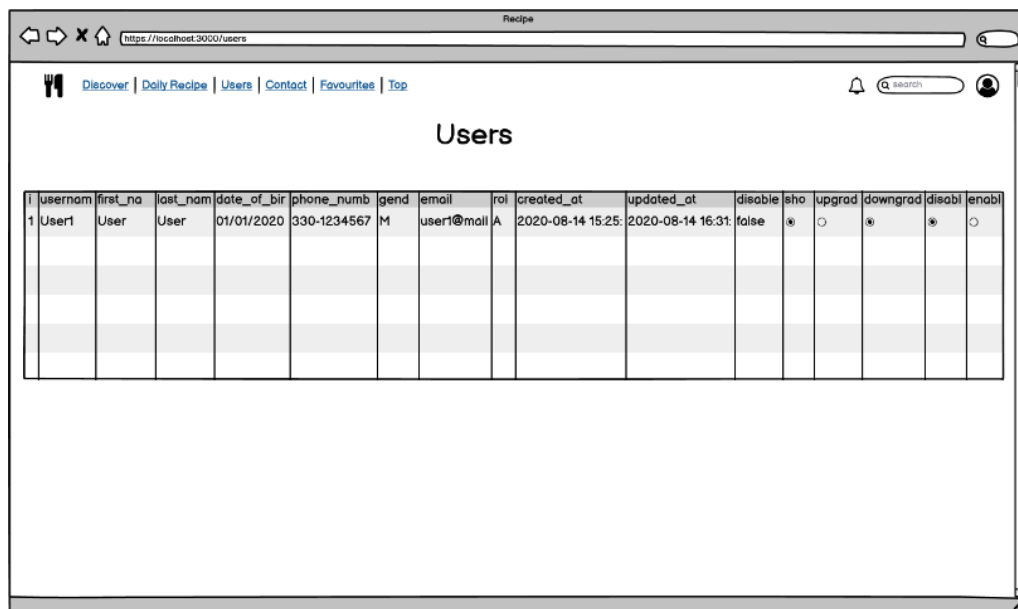 Recipe
https://localhost:3000/users
Discover | Daily Recipe | Users | Contact | Favourites | Top search
Users
i usernam first_na last_nam date_of_bir phone_numb gend email rol created_at updated_at disable sho upgrad downgrad disabl enabl
1 User1 User User 01/01/2020 330-1234567 M user1@mail A 2020-08-14 15:25: 2020-08-14 16:31: false